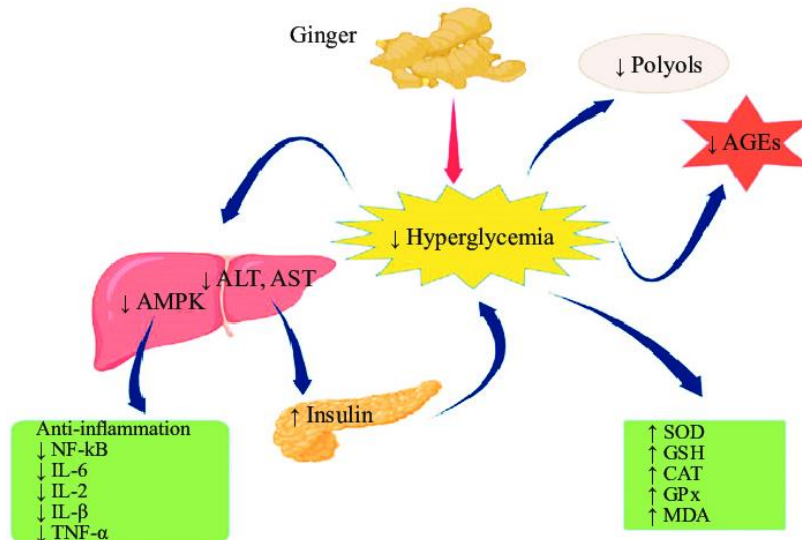 Ginger
↓ Polyols
↓ AGEs
↓ Hyperglycemia
↓ ALT, AST
↓ AMPK
↑ Insulin
Anti-inflammation
↓ NF-kB
↓ IL-6
↓ IL-2
↓ IL-β
↓ TNF-α
↑ SOD
↑ GSH
↑ CAT
↑ GPx
↑ MDA